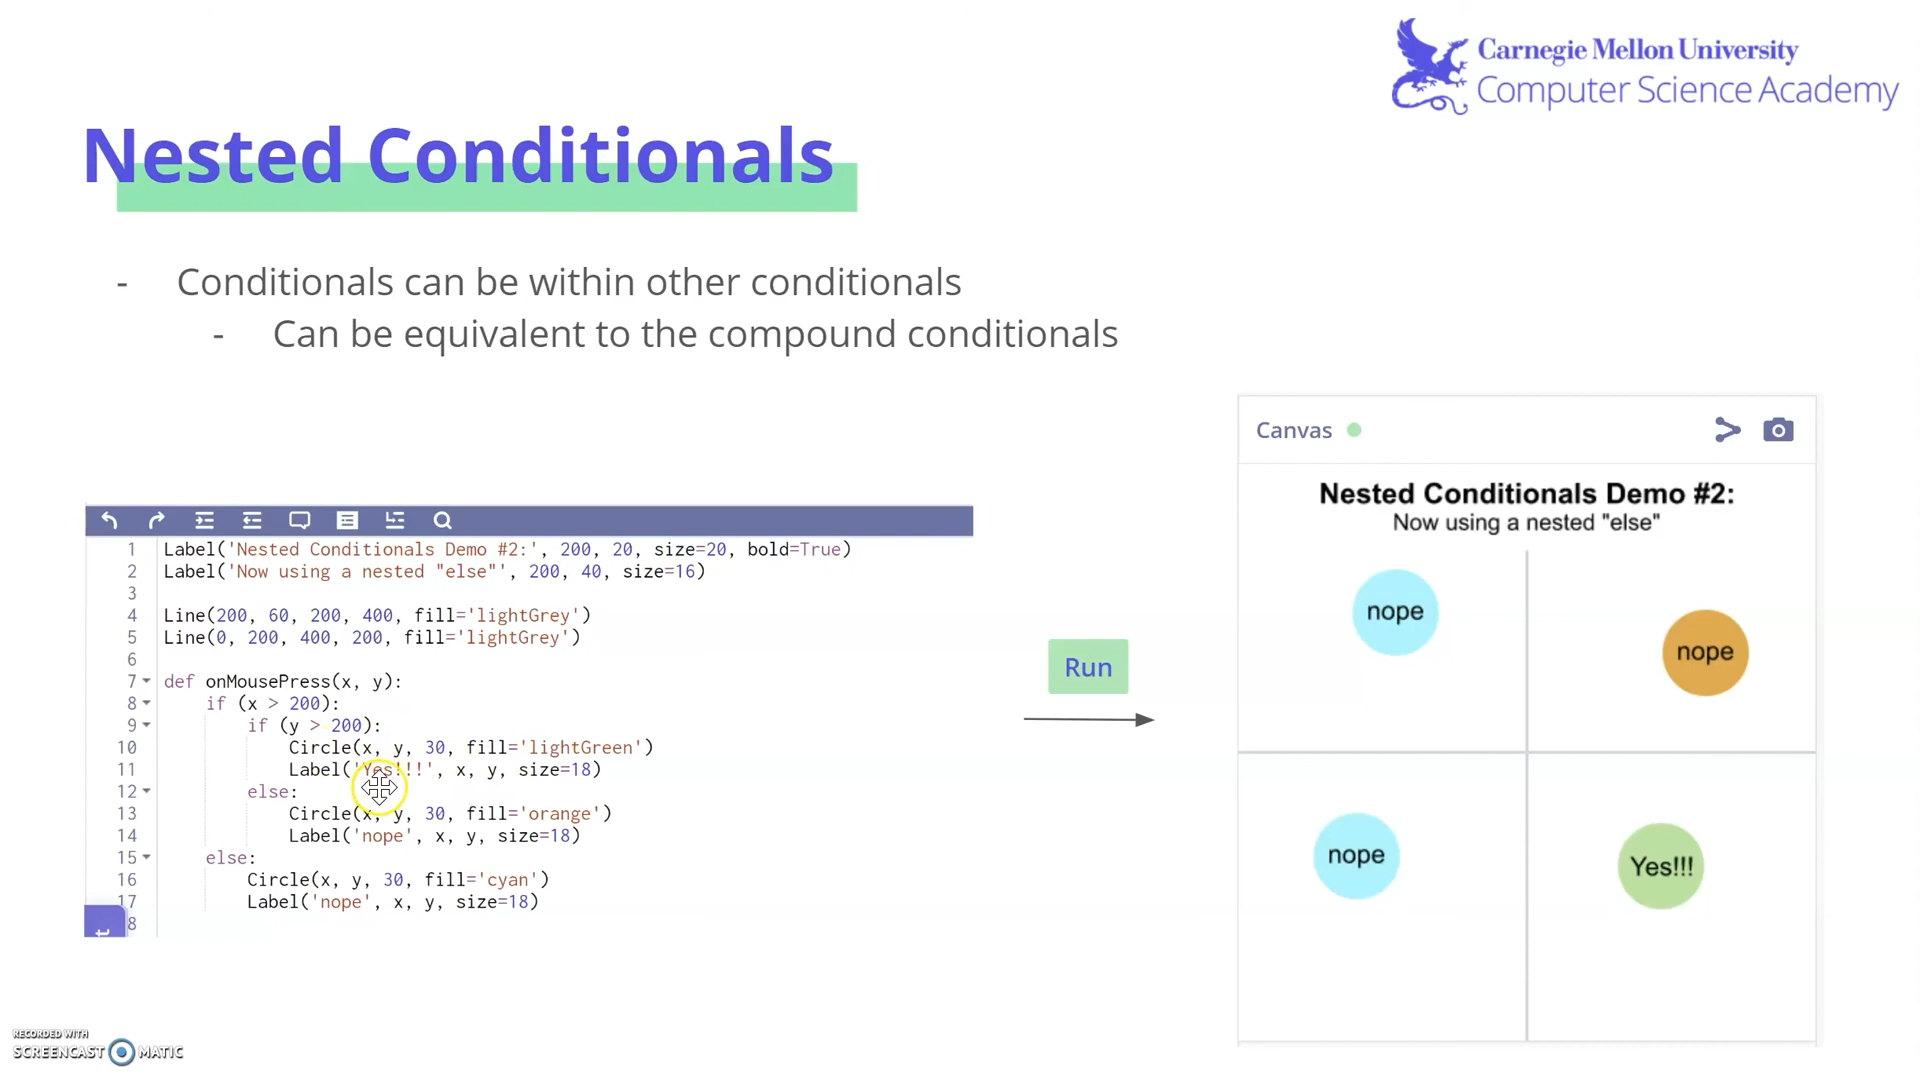 Carnegie Mellon University
Computer Science Academy
Nested Conditionals
- Conditionals can be within other conditionals
- Can be equivalent to the compound conditionals
1 Label('Nested Conditionals Demo #2:', 200, 20, size=20, bold=True)
2 Label('Now using a nested "else"', 200, 40, size=16)
3
4 Line(200, 60, 200, 400, fill='lightGrey')
5 Line(0, 200, 400, 200, fill='lightGrey')
6
7 def onMousePress(x, y):
8 if (x > 200):
9 if (y > 200):
10 Circle(x, y, 30, fill='lightGreen')
11 Label('Yes!!!', x, y, size=18)
12 else:
13 Circle(x, y, 30, fill='orange')
14 Label('nope', x, y, size=18)
15 else:
16 Circle(x, y, 30, fill='cyan')
17 Label('nope', x, y, size=18)
8
t
Run
Canvas
Nested Conditionals Demo #2:
Now using a nested "else"
nope
nope
nope
Yes!!!
RECORDED WITH
SCREENCAST MATIC